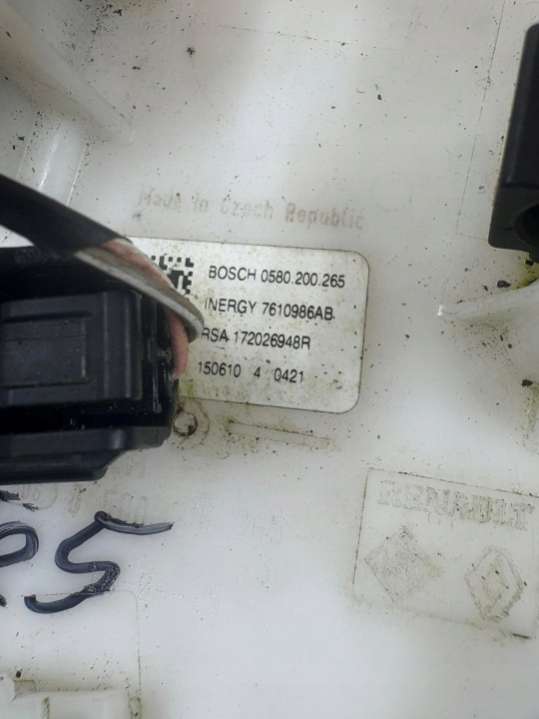 Made in Czech Republic
BOSCH 0580.200.265
INERGY 7610986AB
RSA 172026948R
150610 4 0421
RENAULT